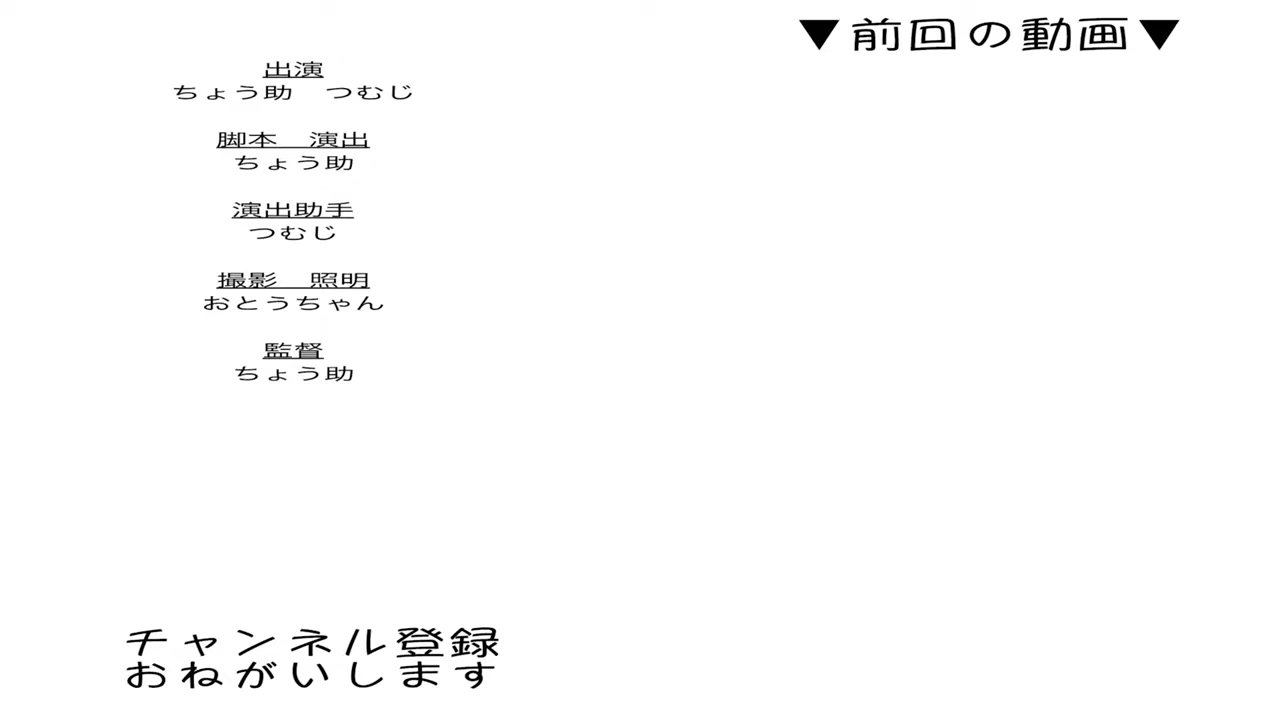 ▼前回の動画▼
出演
ちょう助　つむじ
脚本　演出
ちょう助
演出助手
つむじ
撮影　照明
おとうちゃん
監督
ちょう助
チャンネル登録
おねがいします